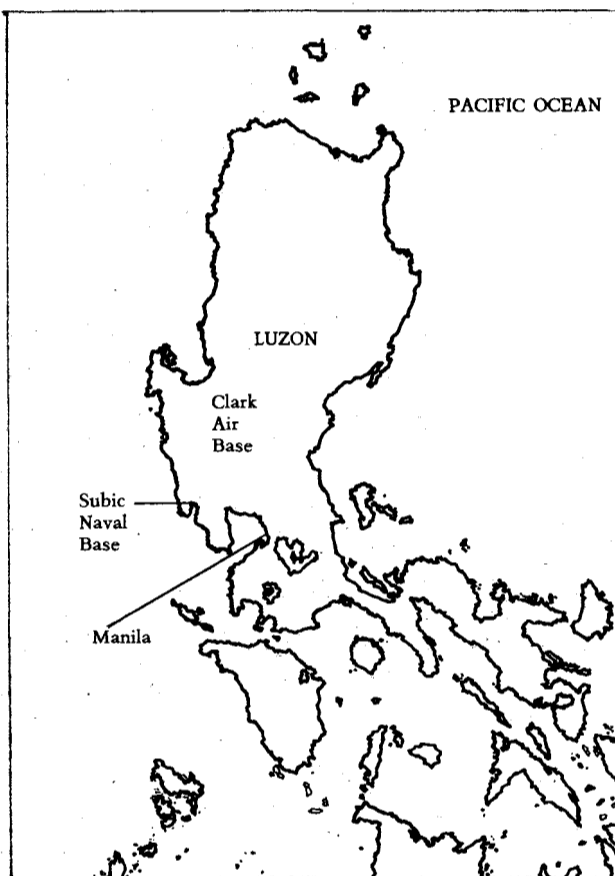 PACIFIC OCEAN
LUZON
Clark
Air
Base
Subic
Naval
Base
Manila